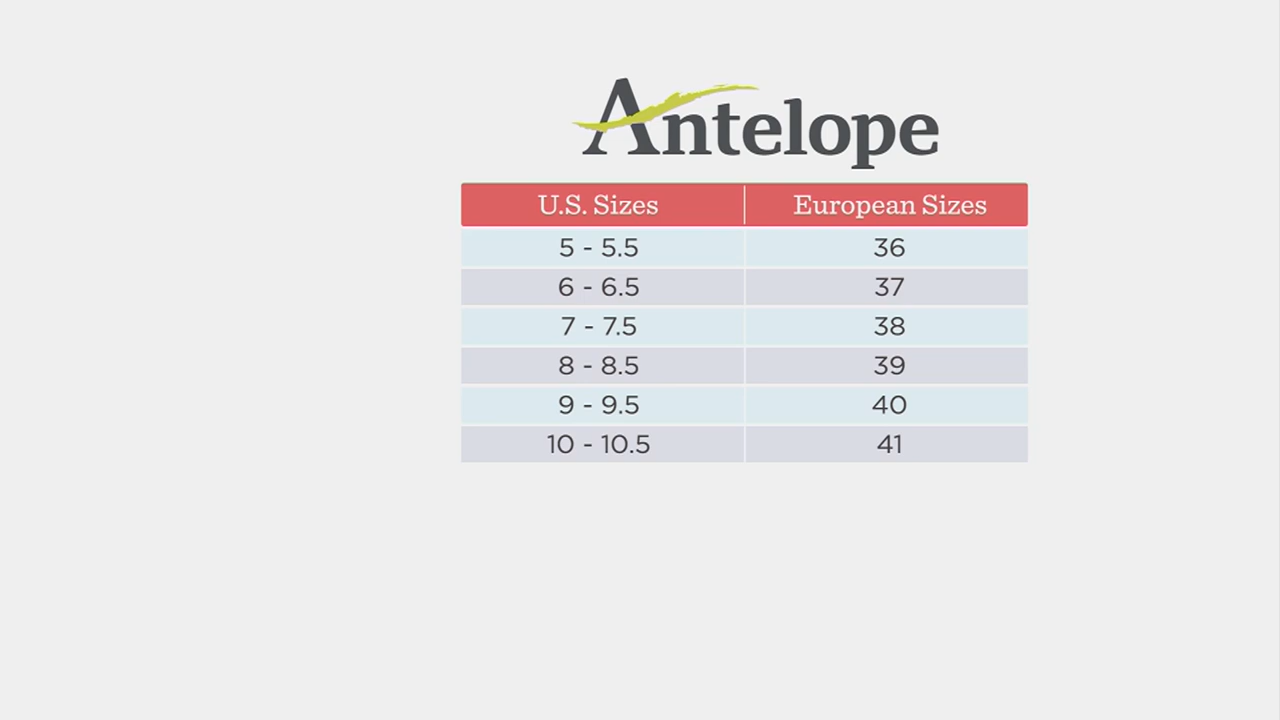 Antelope
U.S. Sizes European Sizes
5 - 5.5 36
6 - 6.5 37
7 - 7.5 38
8 - 8.5 39
9 - 9.5 40
10 - 10.5 41